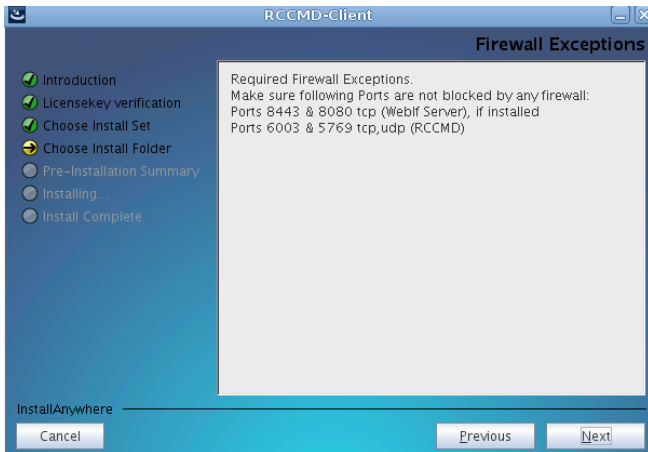 RCCMD-Client
Firewall Exceptions
Introduction
Licensekey verification
Choose Install Set
Choose Install Folder
Pre-Installation Summary
Installing...
Install Complete
Required Firewall Exceptions.
Make sure following Ports are not blocked by any firewall:
Ports 8443 & 8080 tcp (WebIf Server), if installed
Ports 6003 & 5769 tcp,udp (RCCMD)
InstallAnywhere
Cancel
Previous
Next